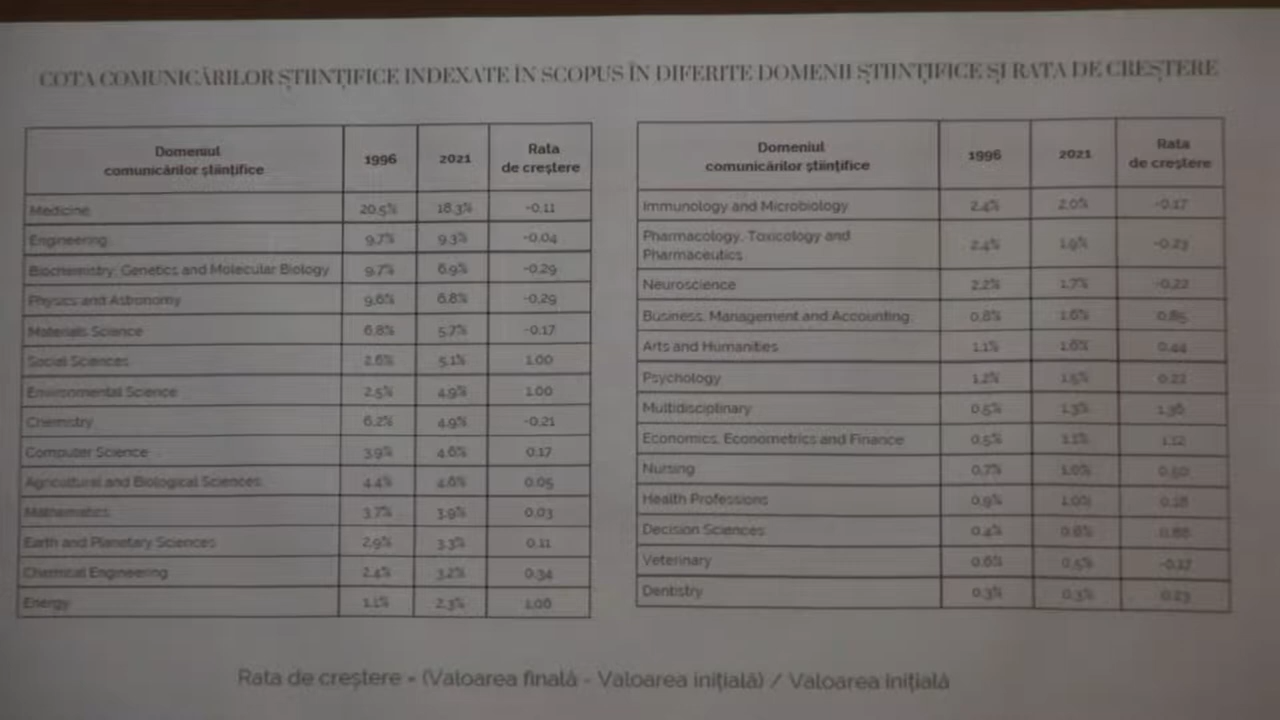 COTA COMUNICĂRILOR ȘTIINȚIFICE INDEXATE ÎN SCOPUS ÎN DIFERITE DOMENII ȘTIINȚIFICE ȘI RATA DE CREȘTERE
Domeniul comunicărilor științifice 1996 2021 Rata de creștere
Medicine 20.5% 18.3% -0.11
Engineering 9.7% 9.3% -0.04
Biochemistry, Genetics and Molecular Biology 9.7% 6.9% -0.29
Physics and Astronomy 9.6% 6.8% -0.29
Materials Science 6.8% 5.7% -0.17
Social Sciences 2.6% 5.1% 1.00
Environmental Science 2.5% 4.9% 1.00
Chemistry 6.2% 4.9% -0.21
Computer Science 3.9% 4.6% 0.17
Agricultural and Biological Sciences 4.4% 4.6% 0.05
Mathematics 3.7% 3.9% 0.03
Earth and Planetary Sciences 2.9% 3.3% 0.11
Chemical Engineering 2.4% 3.2% 0.34
Energy 1.1% 2.3%
Domeniul comunicărilor științifice 1996 2021 Rata de creștere
Immunology and Microbiology 2.4% 2.0% -0.17
Pharmacology, Toxicology and Pharmaceutics 2.4% 1.9% -0.23
Neuroscience 2.2% 1.7% -0.22
Business, Management and Accounting 0.8% 1.6% 0.85
Arts and Humanities 1.1% 1.6% 0.44
Psychology 1.2% 1.5% 0.22
Multidisciplinary 0.5% 1.3% 1.36
Economics, Econometrics and Finance 0.5% 1.1% 1.12
Nursing 0.7% 1.0% 0.50
Health Professions 0.9% 1.0% 0.18
Decision Sciences 0.4% 0.8%
Veterinary 0.6% 0.5% -0.17
Dentistry 0.3% 0.3% 0.23
Rata de creștere = (Valoarea finală - Valoarea inițială) / Valoarea inițială